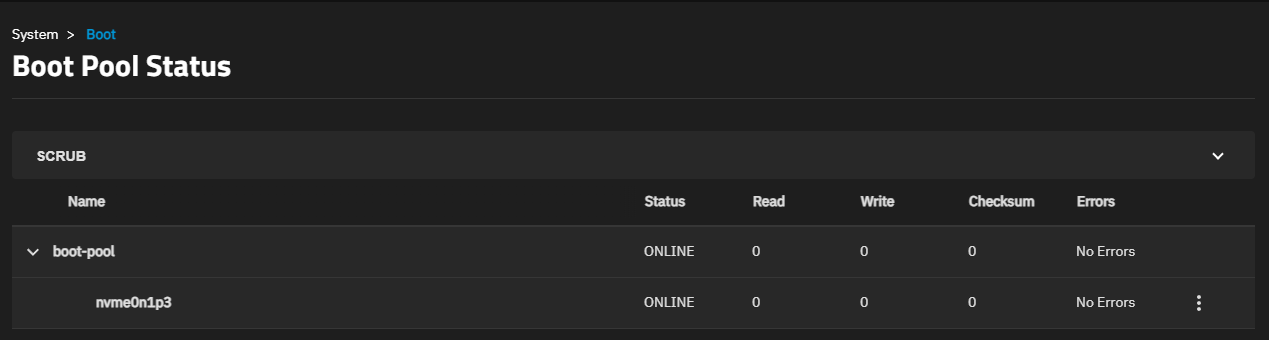 System > Boot
Boot Pool Status
SCRUB
Name Status Read Write Checksum Errors
boot-pool ONLINE 0 0 0 No Errors
nvme0n1p3 ONLINE 0 0 0 No Errors